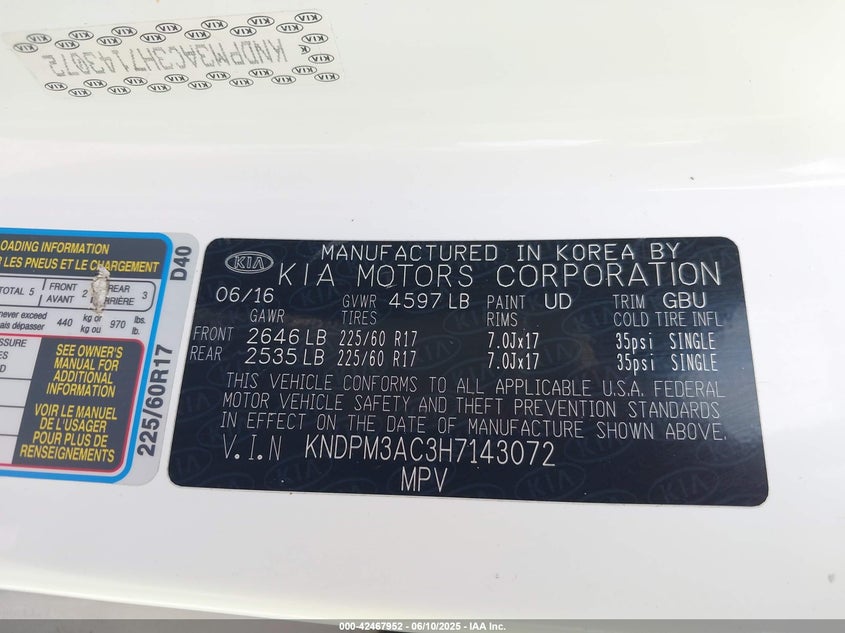 KNDPM3AC3H7143072
LOADING INFORMATION
R LES PNEUS ET LE CHARGEMENT
TOTAL 5 FRONT AVANT 2 REAR 3
never exceed
mais dépasser 440 kg or kg ou 970 lbs. lb.
SEE OWNER'S
MANUAL FOR
ADDITIONAL
INFORMATION
VOIR LE MANUEL
DE L'USAGER
POUR PLUS DE
RENSEIGNEMENTS
225/60R17 D40
KIA MANUFACTURED IN KOREA BY
KIA MOTORS CORPORATION
06/16 GVWR 4597 LB PAINT UD TRIM GBU
GAWR TIRES RIMS COLD TIRE INFL
FRONT 2646 LB 225/60 R17 7.0Jx17 35psi SINGLE
REAR 2535 LB 225/60 R17 7.0Jx17 35psi SINGLE
THIS VEHICLE CONFORMS TO ALL APPLICABLE U.S.A. FEDERAL
MOTOR VEHICLE SAFETY AND THEFT PREVENTION STANDARDS
IN EFFECT ON THE DATE OF MANUFACTURE SHOWN ABOVE.
V.I.N KNDPM3AC3H7143072
MPV
000-42467952 - 06/10/2025 - IAA Inc.